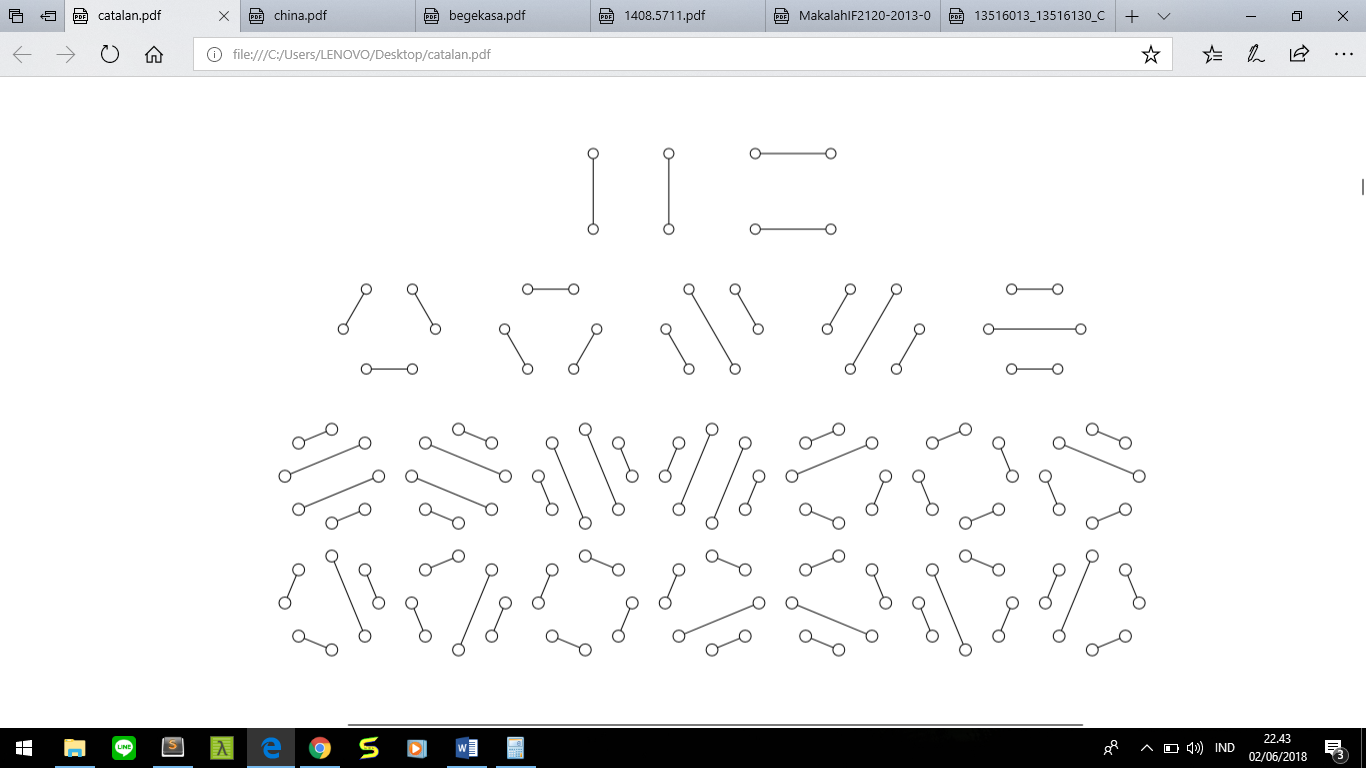 catalan.pdf
china.pdf
begekasa.pdf
1408.5711.pdf
MakalahIF2120-2013-0
13516013_13516130_C
file:///C:/Users/LENOVO/Desktop/catalan.pdf
IND
22.43
02/06/2018
3